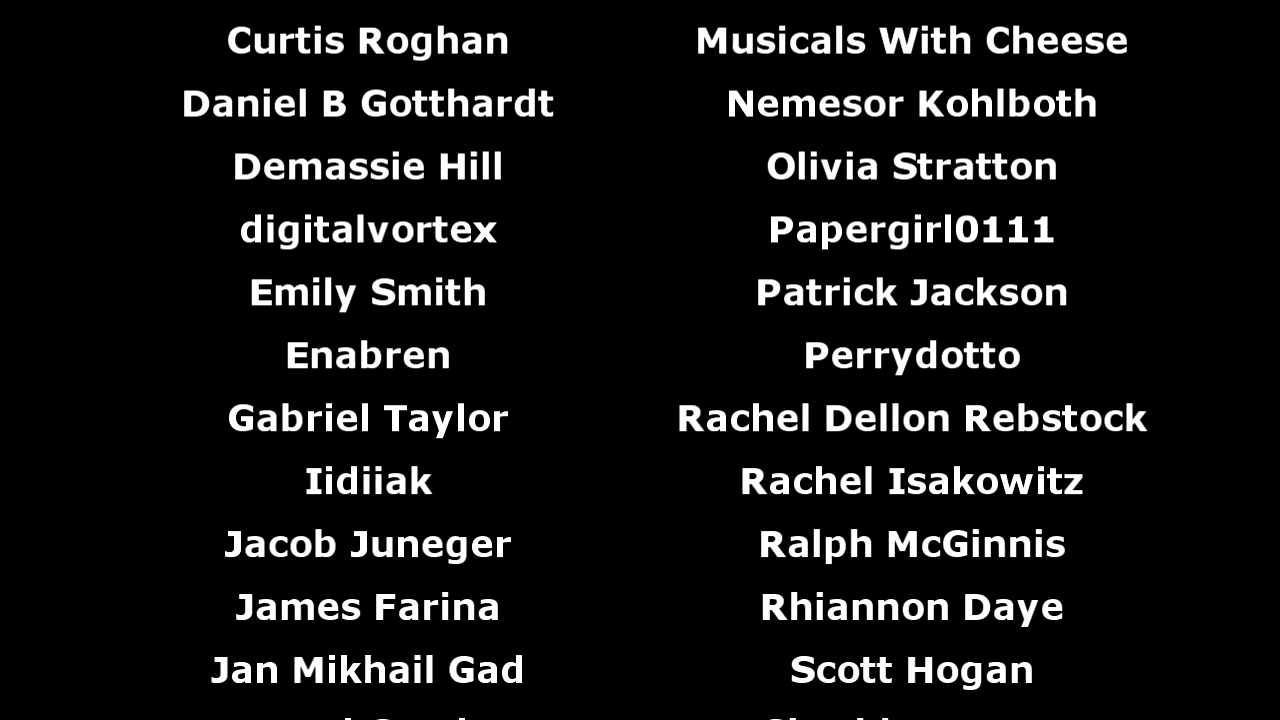 Curtis Roghan
Daniel B Gotthardt
Demassie Hill
digitalvortex
Emily Smith
Enabren
Gabriel Taylor
Iidiiak
Jacob Juneger
James Farina
Jan Mikhail Gad
Musicals With Cheese
Nemesor Kohlboth
Olivia Stratton
Papergirl0111
Patrick Jackson
Perrydotto
Rachel Dellon Rebstock
Rachel Isakowitz
Ralph McGinnis
Rhiannon Daye
Scott Hogan